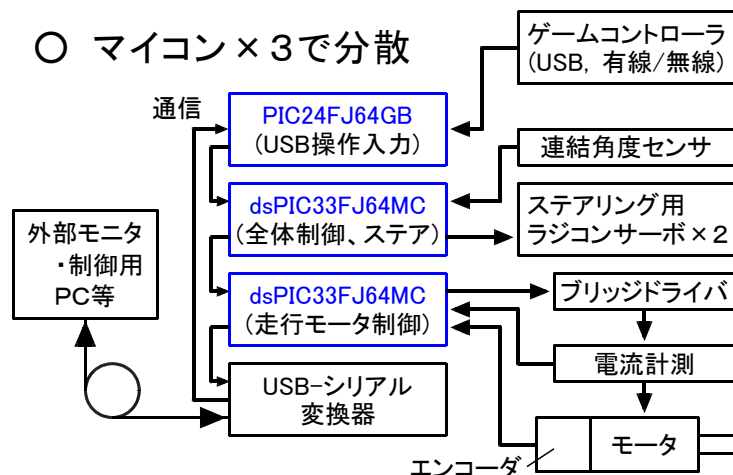 ○ マイコン×3で分散
ゲームコントローラ
(USB, 有線/無線)
通信
PIC24FJ64GB
(USB操作入力)
連結角度センサ
dsPIC33FJ64MC
(全体制御、ステア)
ステアリング用
ラジコンサーボ×2
外部モニタ
・制御用
PC等
dsPIC33FJ64MC
(走行モータ制御)
ブリッジドライバ
電流計測
USB-シリアル
変換器
モータ
エンコーダ